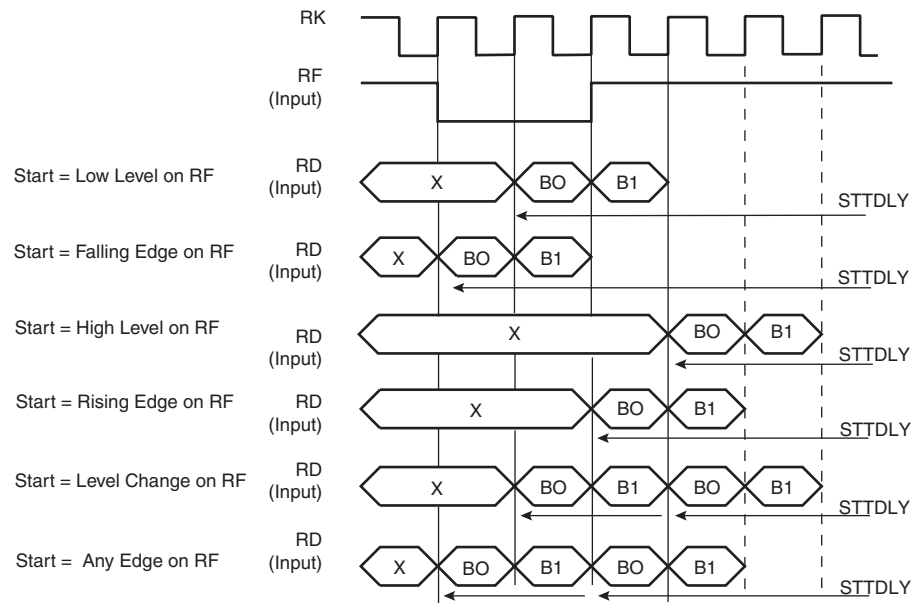 RK
RF
(Input)
Start = Low Level on RF
RD
(Input)
X
BO
B1
STTDLY
Start = Falling Edge on RF
RD
(Input)
X
BO
B1
STTDLY
Start = High Level on RF
RD
(Input)
X
BO
B1
STTDLY
Start = Rising Edge on RF
RD
(Input)
X
BO
B1
STTDLY
Start = Level Change on RF
RD
(Input)
X
BO
B1
BO
B1
STTDLY
Start = Any Edge on RF
RD
(Input)
X
BO
B1
BO
B1
STTDLY